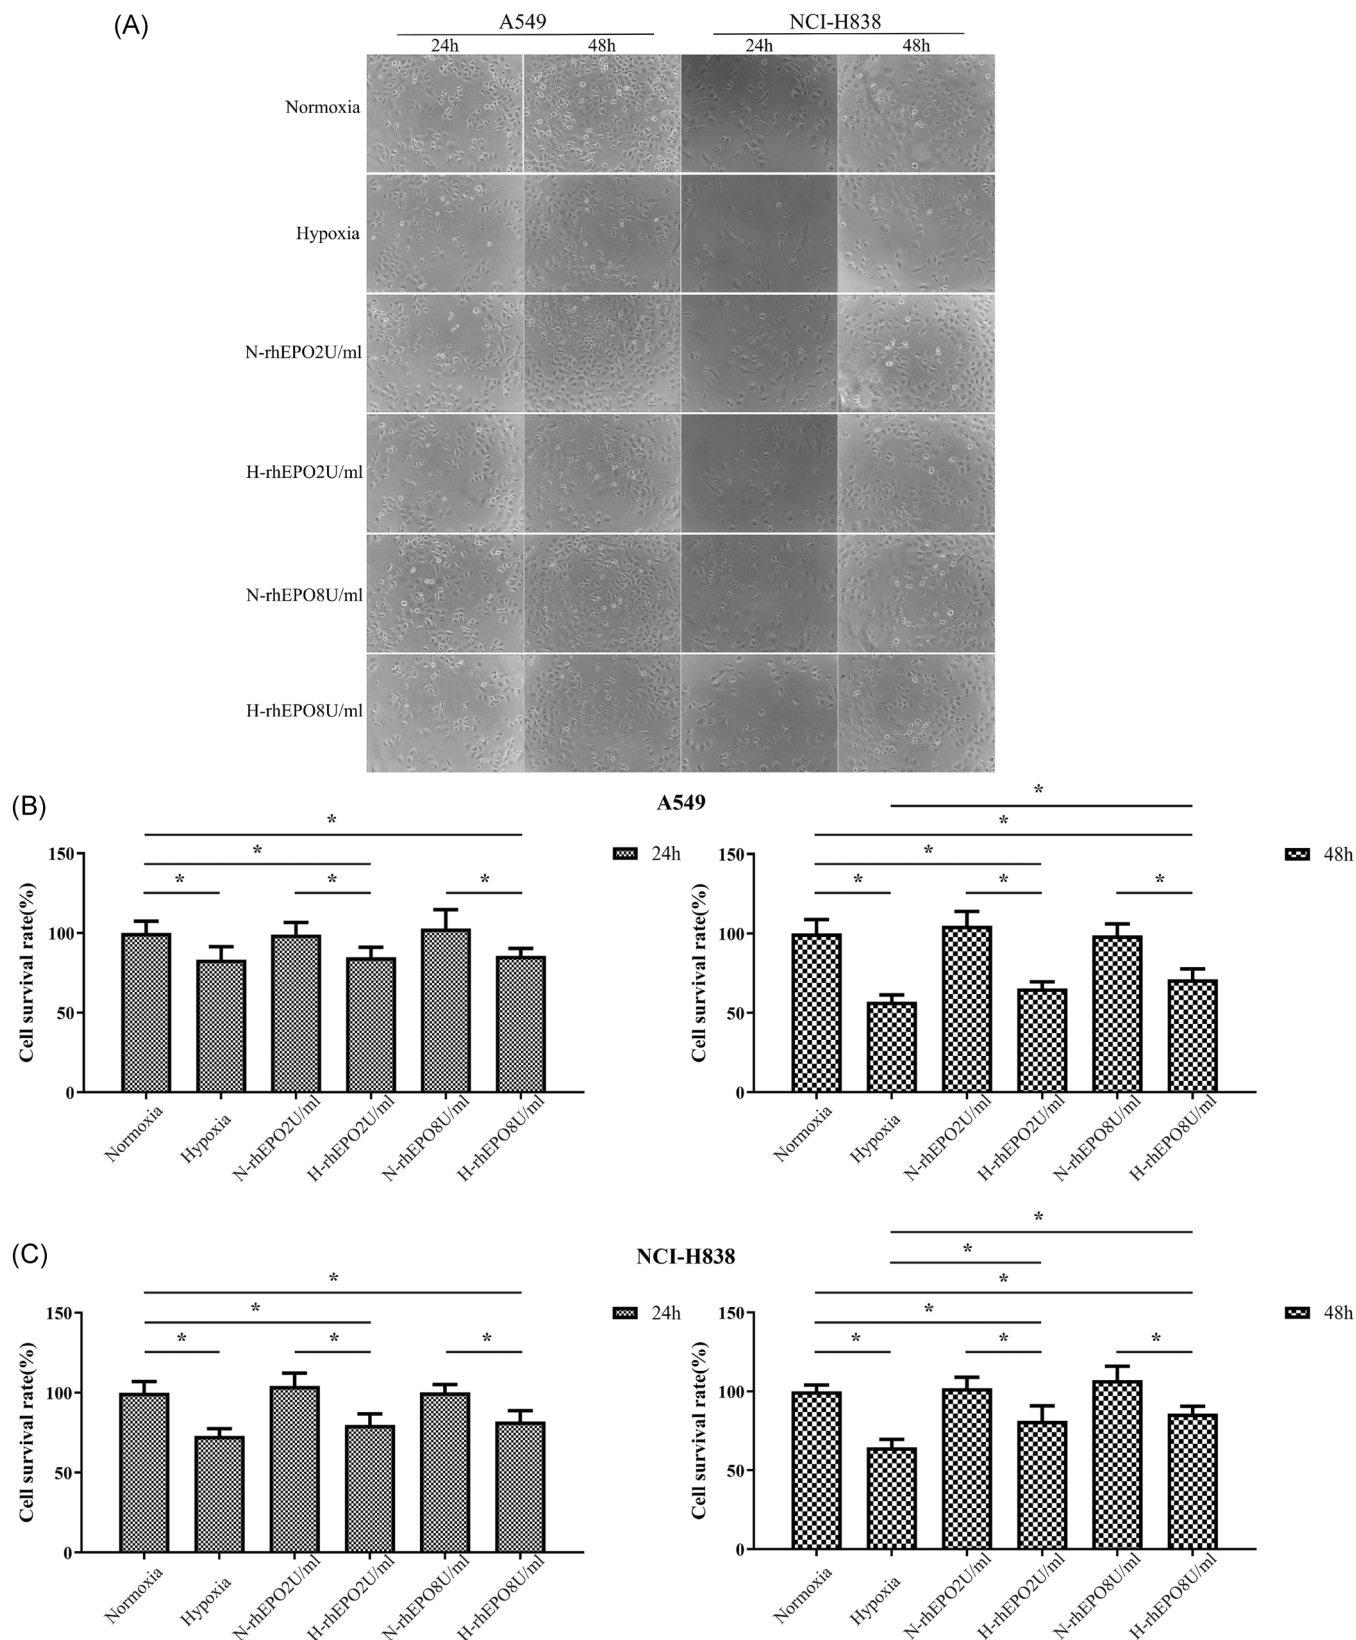 (A)
A549 NCI-H838
24h 48h 24h 48h
Normoxia
Hypoxia
N-rhEPO2U/ml
H-rhEPO2U/ml
N-rhEPO8U/ml
H-rhEPO8U/ml
(B)
A549
*
*
*
*
* * *
150
100
50
0
Cell survival rate(%)
24h
Normoxia
Hypoxia
N-rhEPO2U/ml
H-rhEPO2U/ml
N-rhEPO8U/ml
H-rhEPO8U/ml
*
* * *
150
100
50
0
Cell survival rate(%)
48h
Normoxia
Hypoxia
N-rhEPO2U/ml
H-rhEPO2U/ml
N-rhEPO8U/ml
H-rhEPO8U/ml
(C)
NCI-H838
*
*
* * *
150
100
50
0
Cell survival rate(%)
24h
Normoxia
Hypoxia
N-rhEPO2U/ml
H-rhEPO2U/ml
N-rhEPO8U/ml
H-rhEPO8U/ml
*
*
*
*
* * *
150
100
50
0
Cell survival rate(%)
48h
Normoxia
Hypoxia
N-rhEPO2U/ml
H-rhEPO2U/ml
N-rhEPO8U/ml
H-rhEPO8U/ml